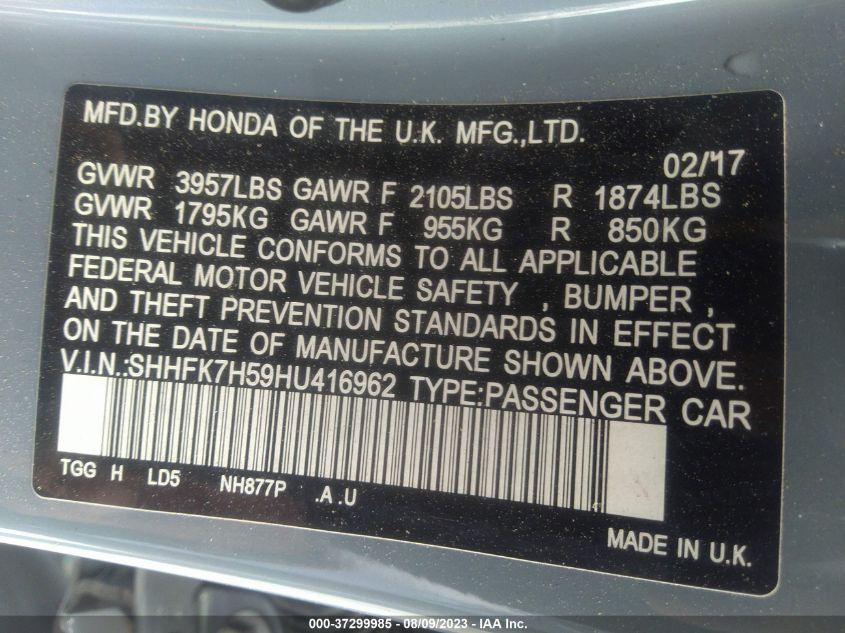 MFD.BY HONDA OF THE U.K. MFG.,LTD.
02/'17
GVWR 3957LBS GAWR F 2105LBS R 1874LBS
GVWR 1795KG GAWR F 955KG R 850KG
THIS VEHICLE CONFORMS TO ALL APPLICABLE
FEDERAL MOTOR VEHICLE SAFETY , BUMPER ,
AND THEFT PREVENTION STANDARDS IN EFFECT
ON THE DATE OF MANUFACTURE SHOWN ABOVE.
V.I.N.:SHHFK7H59HU416962 TYPE:PASSENGER CAR
TGG H LD5 NH877P .A .U
MADE IN U.K.
000-37299985 - 08/09/2023 - IAA Inc.